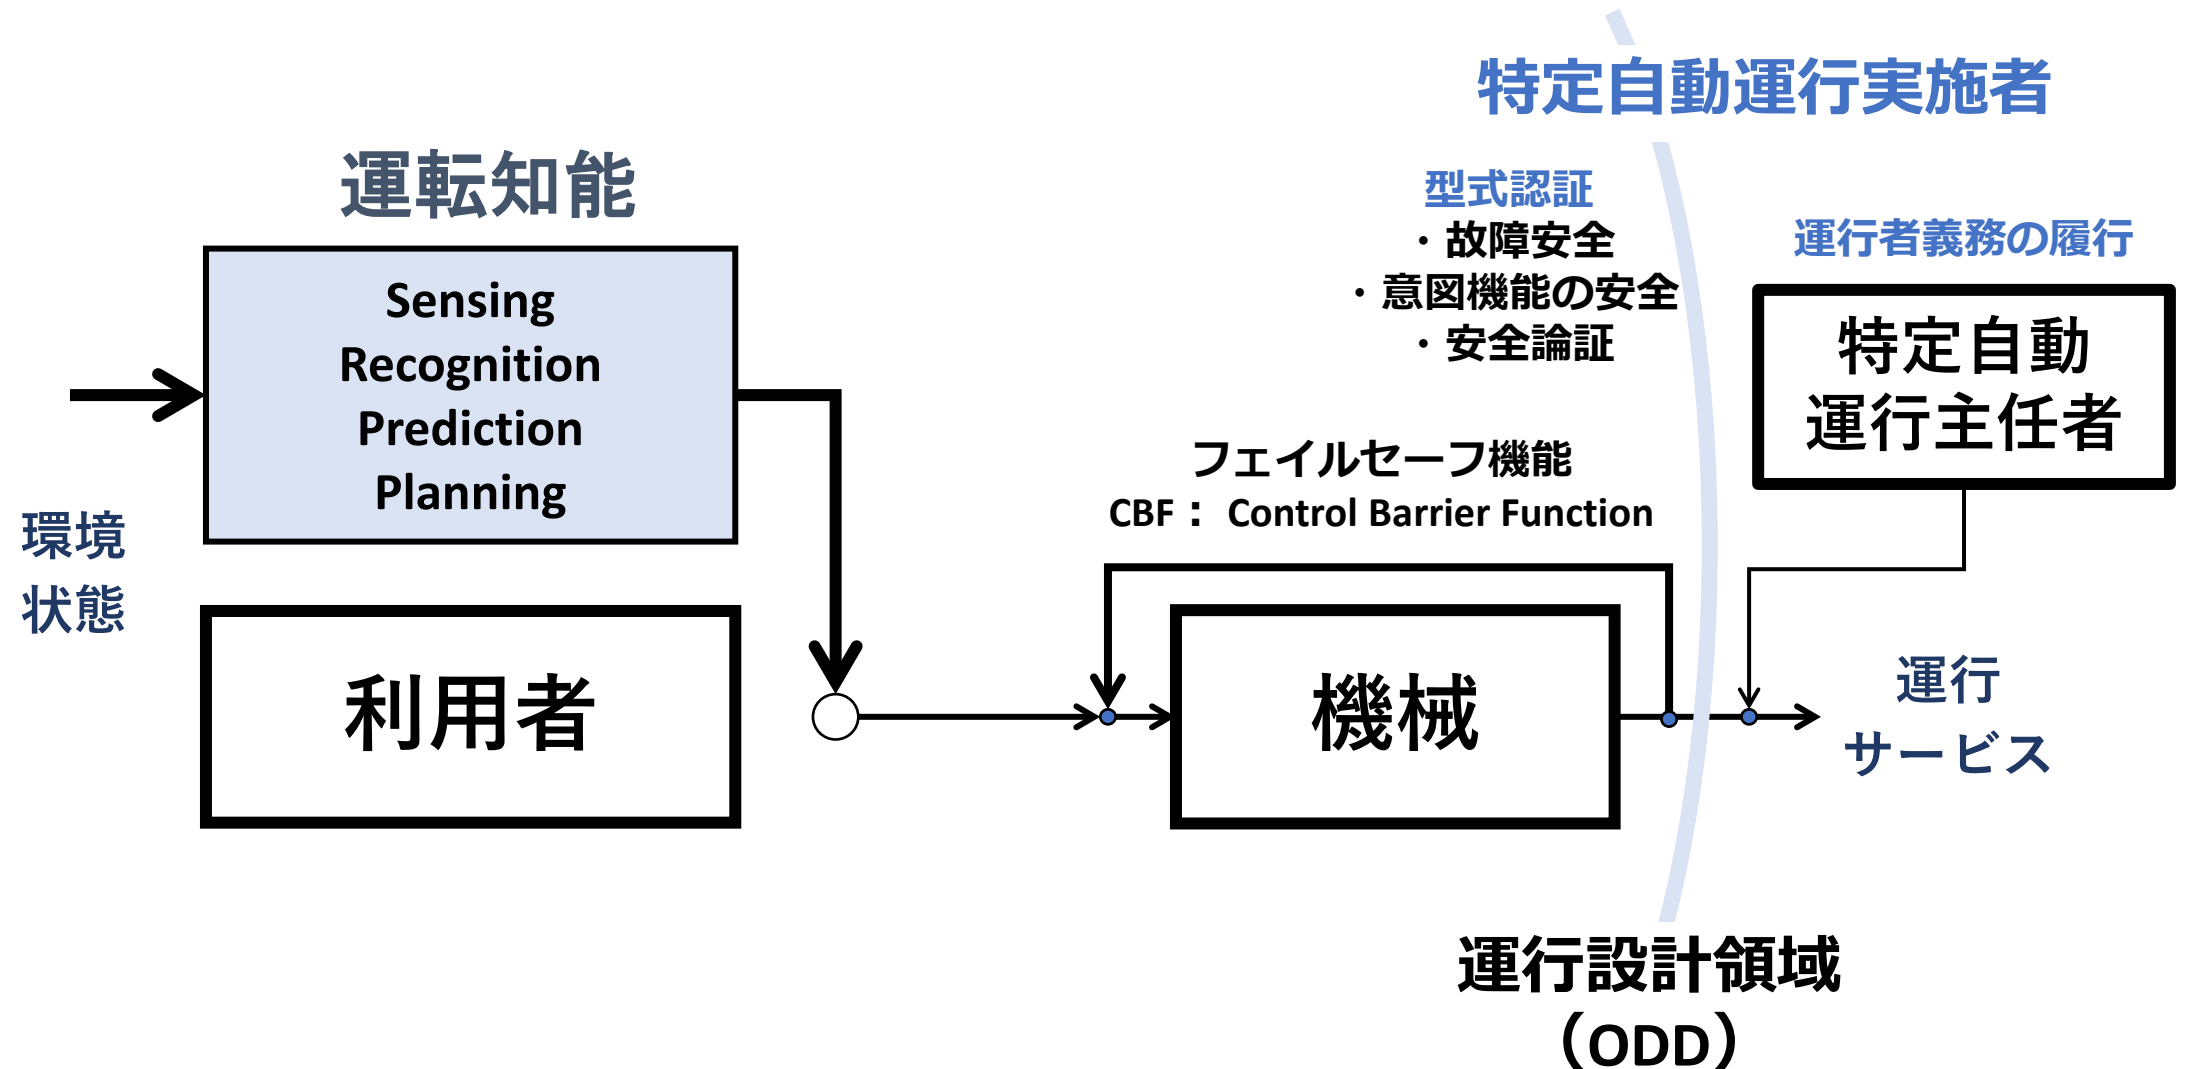 特定自動運行実施者
運転知能
型式認証
・故障安全
・意図機能の安全
・安全論証
運行者義務の履行
Sensing
Recognition
Prediction
Planning
特定自動
運行主任者
フェイルセーフ機能
CBF： Control Barrier Function
環境
状態
利用者
機械
運行
サービス
運行設計領域
（ODD）